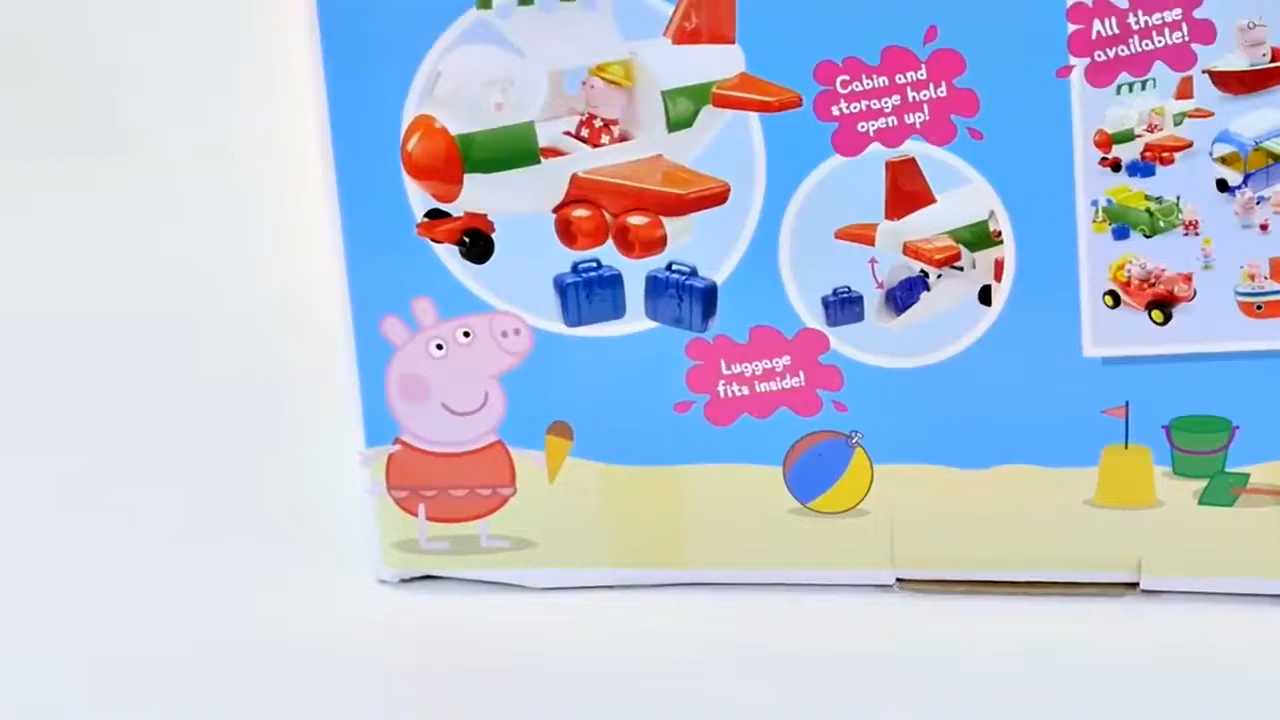 All these
available!
Cabin and
storage hold
open up!
Luggage
fits inside!